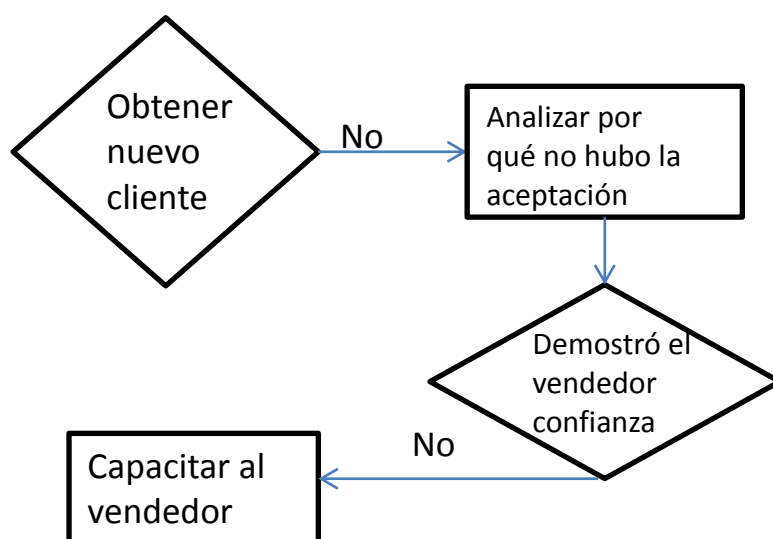 Obtener
nuevo
cliente
No
Analizar por
qué no hubo la
aceptación
Demostró el
vendedor
confianza
No
Capacitar al
vendedor